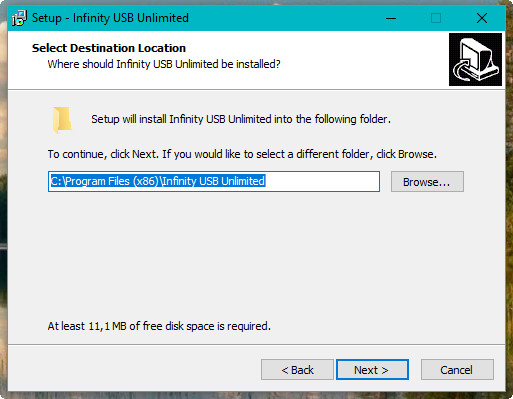 Setup - Infinity USB Unlimited
Select Destination Location
Where should Infinity USB Unlimited be installed?
Setup will install Infinity USB Unlimited into the following folder.
To continue, click Next. If you would like to select a different folder, click Browse.
C:\Program Files (x86)\Infinity USB Unlimited
Browse...
At least 11,1 MB of free disk space is required.
< Back
Next >
Cancel